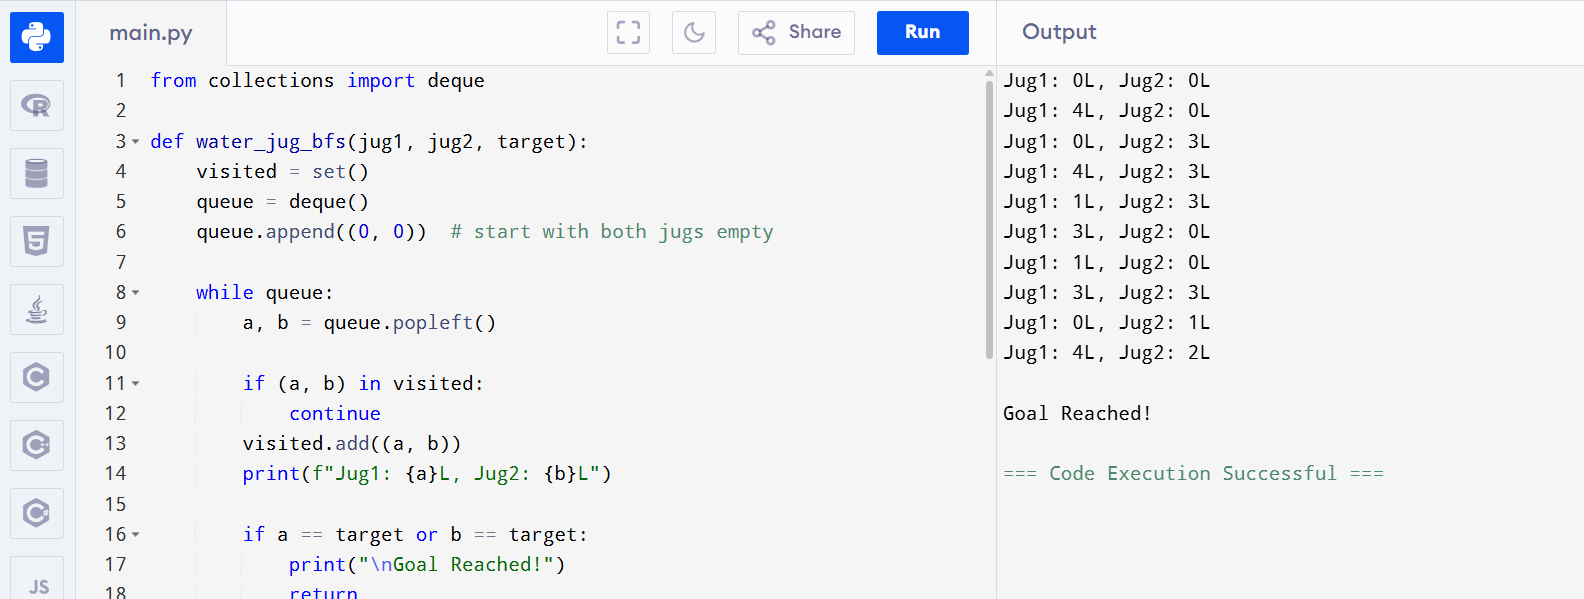 main.py
Share
Run
Output
1 from collections import deque
2
3 def water_jug_bfs(jug1, jug2, target):
4     visited = set()
5     queue = deque()
6     queue.append((0, 0))  # start with both jugs empty
7
8     while queue:
9         a, b = queue.popleft()
10
11         if (a, b) in visited:
12             continue
13         visited.add((a, b))
14         print(f"Jug1: {a}L, Jug2: {b}L")
15
16         if a == target or b == target:
17             print("\nGoal Reached!")
18             return
Jug1: 0L, Jug2: 0L
Jug1: 4L, Jug2: 0L
Jug1: 0L, Jug2: 3L
Jug1: 4L, Jug2: 3L
Jug1: 1L, Jug2: 3L
Jug1: 3L, Jug2: 0L
Jug1: 1L, Jug2: 0L
Jug1: 3L, Jug2: 3L
Jug1: 0L, Jug2: 1L
Jug1: 4L, Jug2: 2L
Goal Reached!
=== Code Execution Successful ===
R
5
C
C++
C#
JS